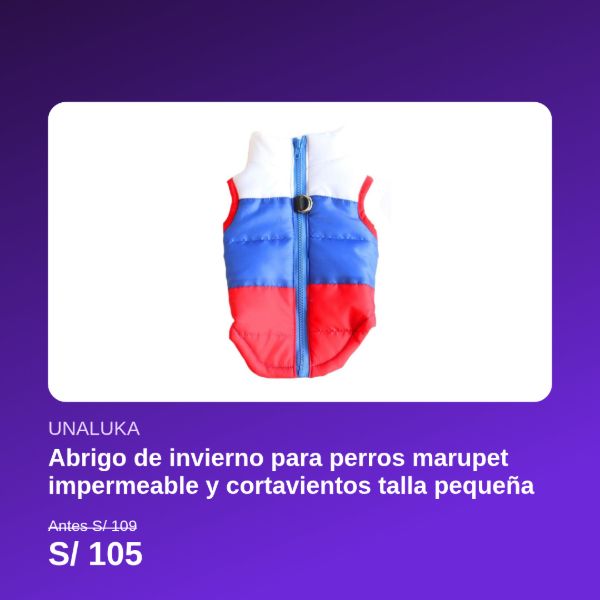 UNALUKA
Abrigo de invierno para perros marupet
impermeable y cortavientos talla pequeña
Antes S/ 109
S/ 105